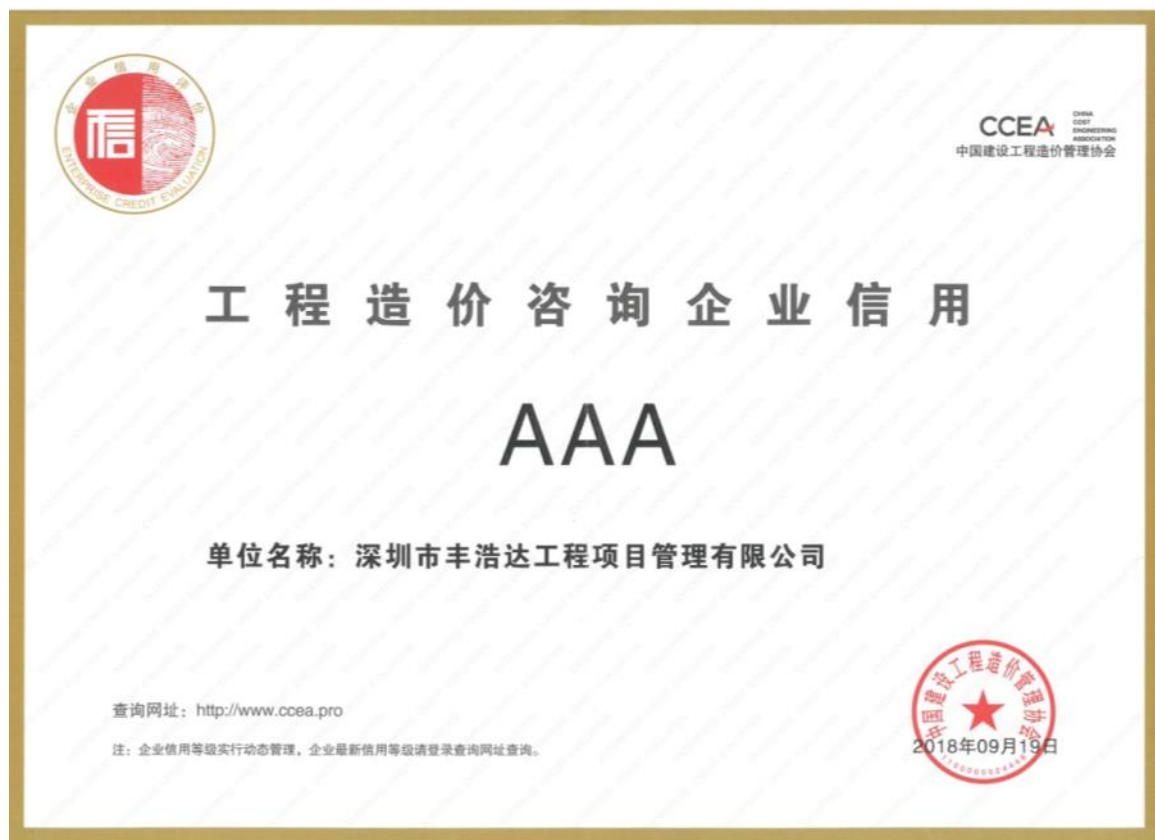 企业信用评价
信
ENTERPRISE CREDIT EVALUATION
CCEA
CHINA
COST
ENGINEERING
ASSOCIATION
中国建设工程造价管理协会
工程造价咨询企业信用
AAA
单位名称：深圳市丰浩达工程项目管理有限公司
查询网址：http://www.ccea.pro
注：企业信用等级实行动态管理，企业最新信用等级请登录查询网址查询。
中国建设工程造价管理协会
2018年09月19日